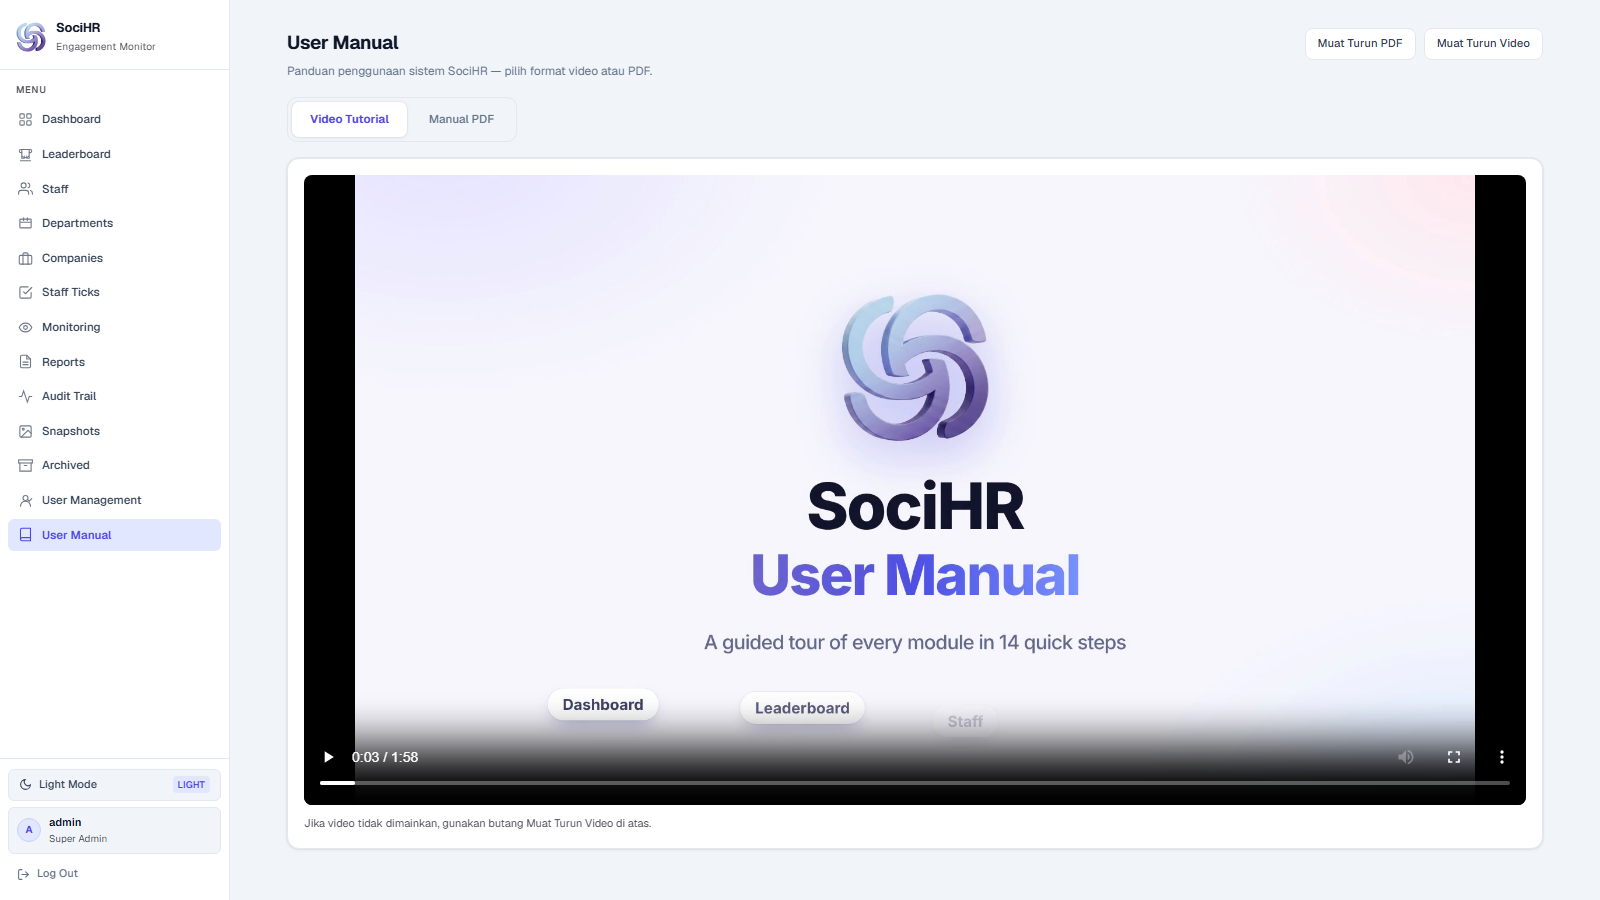 SociHR
Engagement Monitor
MENU
Dashboard
Leaderboard
Staff
Departments
Companies
Staff Ticks
Monitoring
Reports
Audit Trail
Snapshots
Archived
User Management
User Manual
Light Mode
LIGHT
A
admin
Super Admin
Log Out
User Manual
Panduan penggunaan sistem SociHR — pilih format video atau PDF.
Muat Turun PDF
Muat Turun Video
Video Tutorial
Manual PDF
SociHR
User Manual
A guided tour of every module in 14 quick steps
Dashboard
Leaderboard
Staff
0:03 / 1:58
Jika video tidak dimainkan, gunakan butang Muat Turun Video di atas.